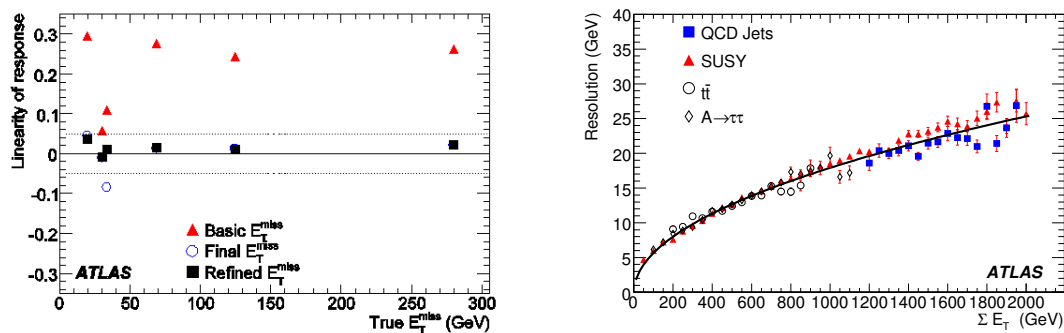 Linearity of response
0.3
0.2
0.1
0
-0.1
-0.2
-0.3
Basic E_T^miss
Final E_T^miss
Refined E_T^miss
ATLAS
0 50 100 150 200 250 300
True E_T^miss (GeV)
Resolution (GeV)
40
35
30
25
20
15
10
5
0
QCD Jets
SUSY
tt̄
A→ττ
ATLAS
0 200 400 600 800 1000 1200 1400 1600 1800 2000
Σ E_T (GeV)